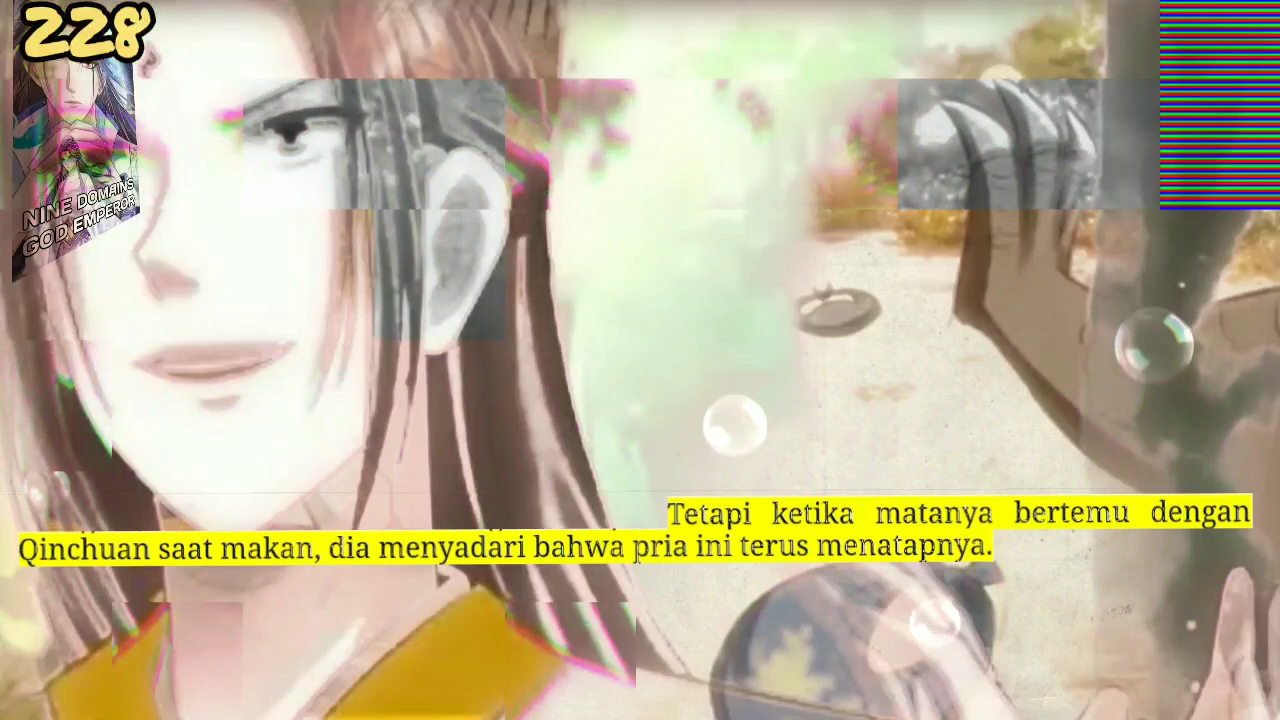 228
NINE DOMAINS
GOD EMPEROR
Tetapi ketika matanya bertemu dengan
Qinchuan saat makan, dia menyadari bahwa pria ini terus menatapnya.